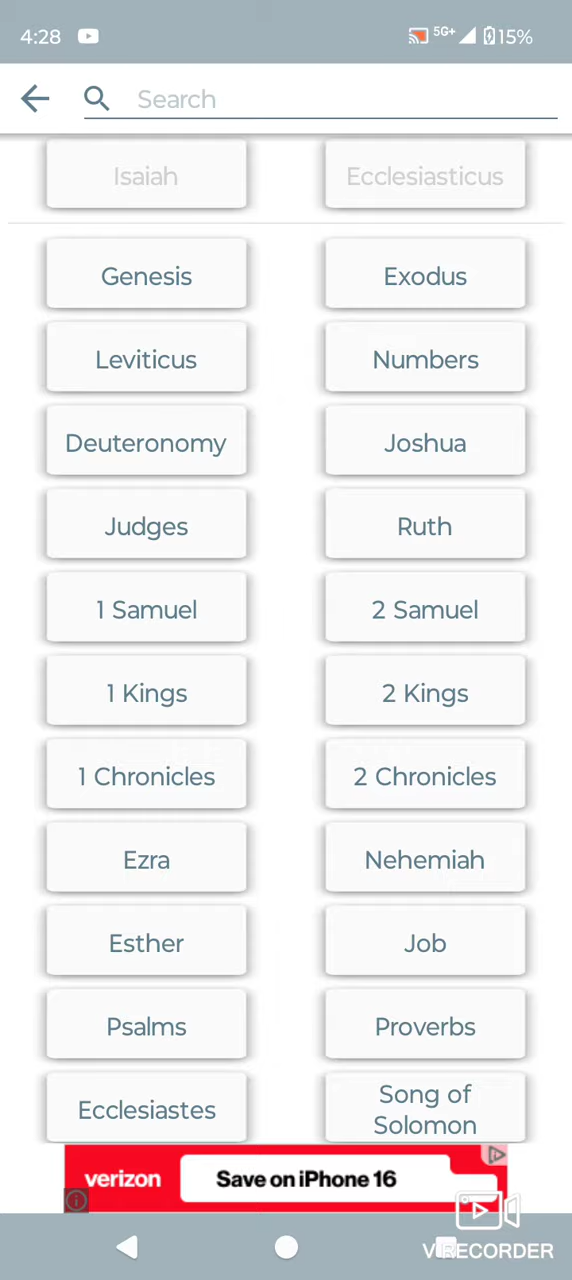 4:28 5G+ 15%
Search
Isaiah Ecclesiasticus
Genesis Exodus
Leviticus Numbers
Deuteronomy Joshua
Judges Ruth
1 Samuel 2 Samuel
1 Kings 2 Kings
1 Chronicles 2 Chronicles
Ezra Nehemiah
Esther Job
Psalms Proverbs
Ecclesiastes Song of
Solomon
verizon Save on iPhone 16
VRECORDER